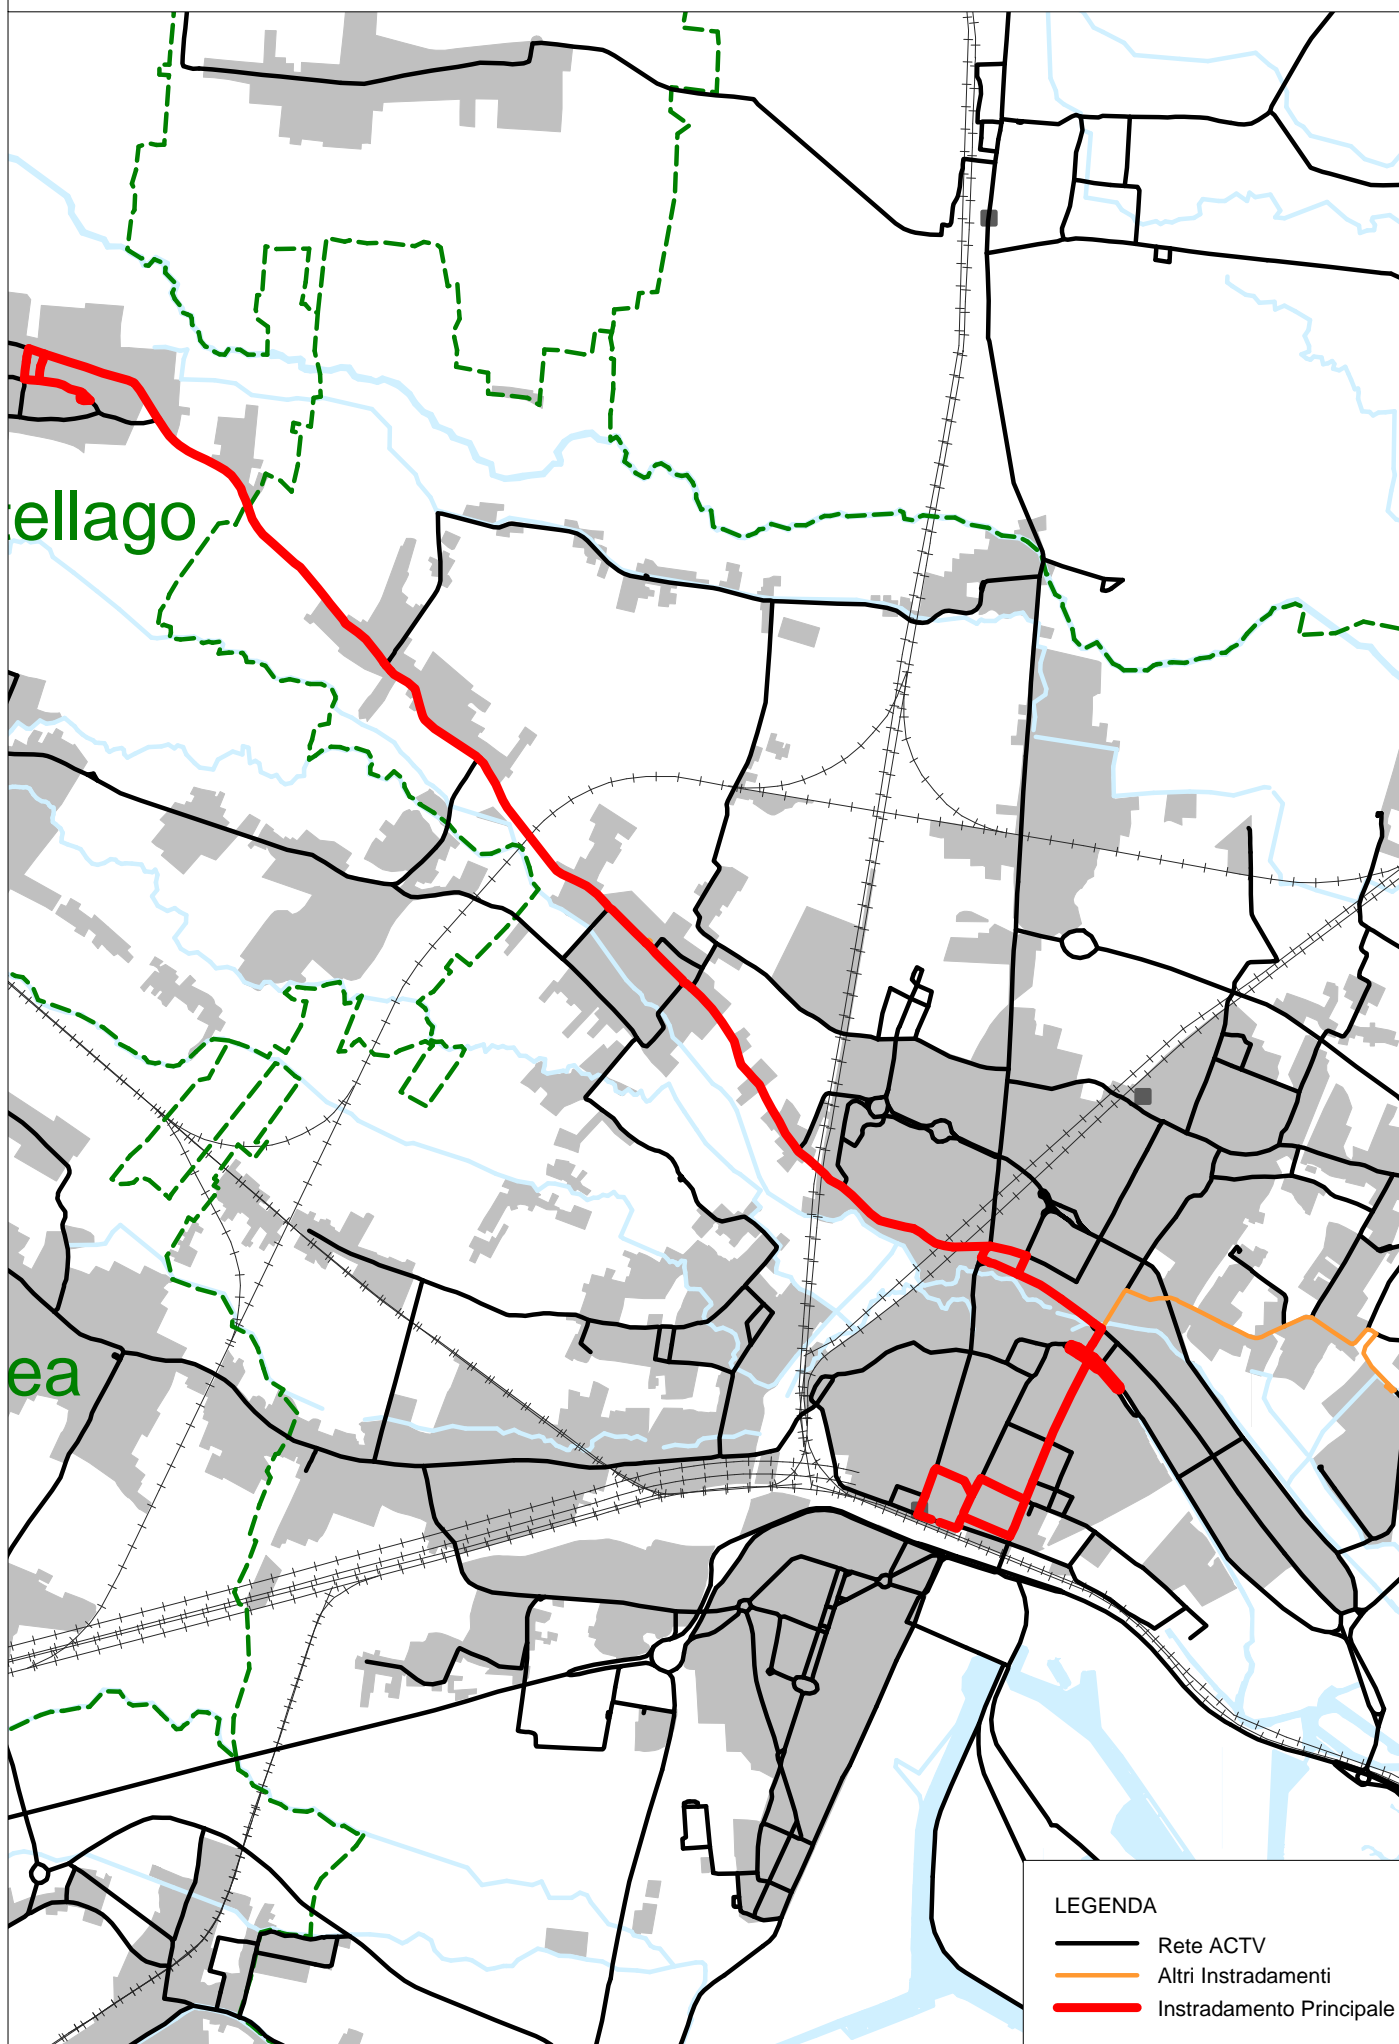 tellago
ea
LEGENDA
Rete ACTV
Altri Instradamenti
Instradamento Principale